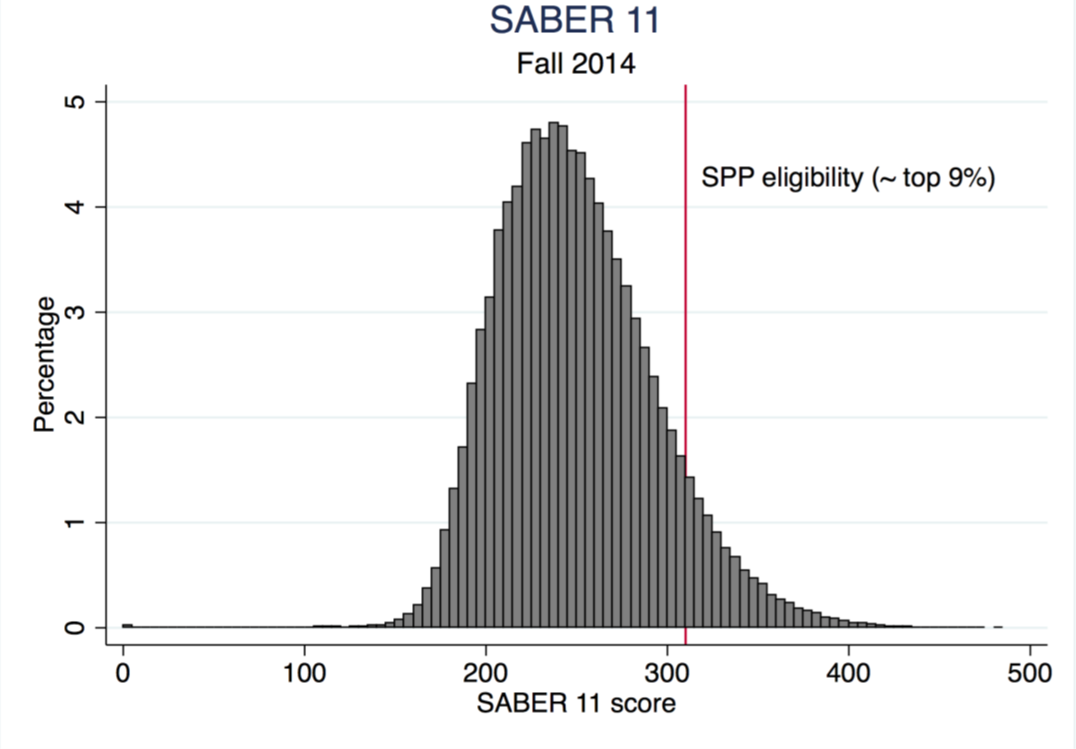 SABER 11
Fall 2014
SPP eligibility (~ top 9%)
Percentage
5
4
3
2
1
0
0 100 200 300 400 500
SABER 11 score